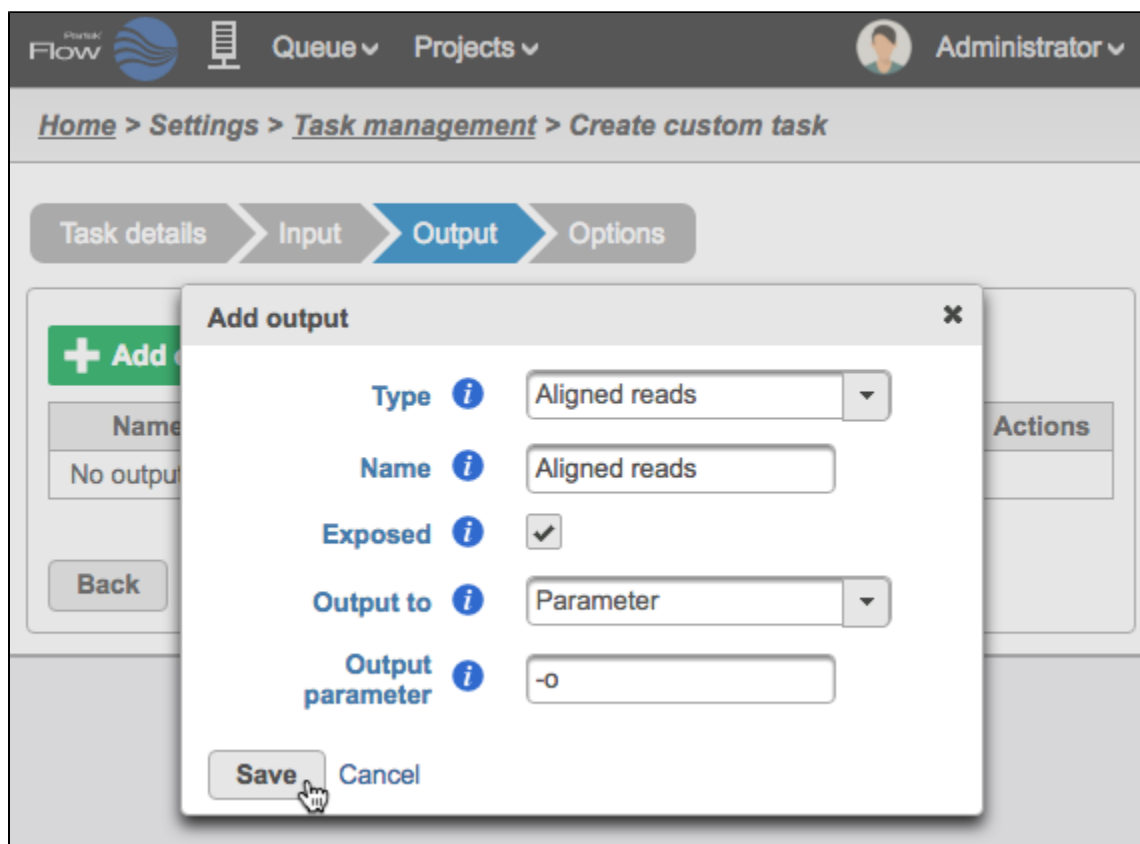 Partek
Flow
Queue Projects Administrator
Home > Settings > Task management > Create custom task
Task details Input Output Options
Add output
Add
Name Actions
No output
Back
Type Aligned reads
Name Aligned reads
Exposed
Output to Parameter
Output
parameter -o
Save Cancel